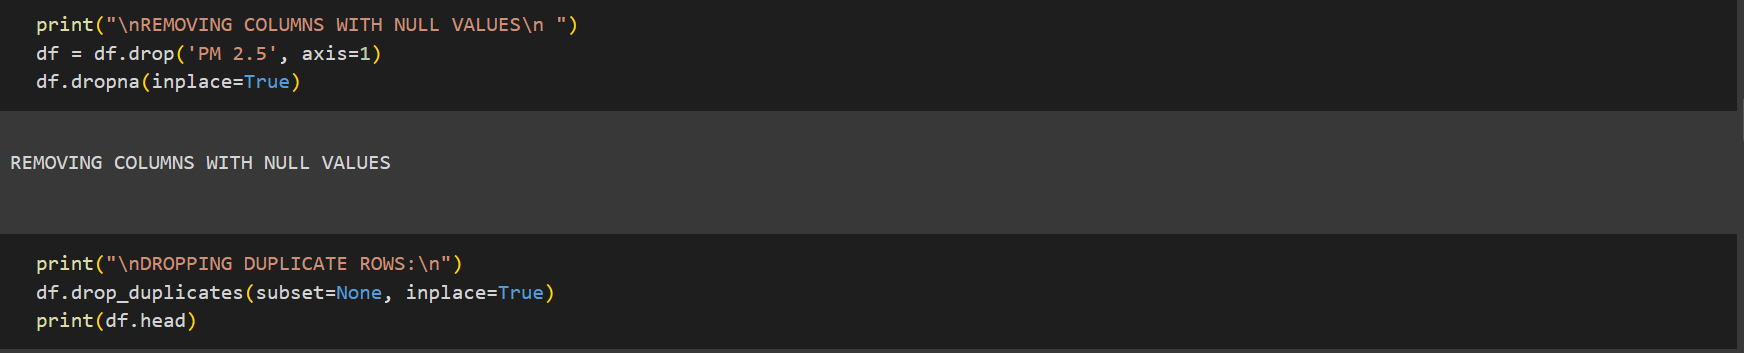 print("\nREMOVING COLUMNS WITH NULL VALUES\n ")
df = df.drop('PM 2.5', axis=1)
df.dropna(inplace=True)
REMOVING COLUMNS WITH NULL VALUES
print("\nDROPPING DUPLICATE ROWS:\n")
df.drop_duplicates(subset=None, inplace=True)
print(df.head)